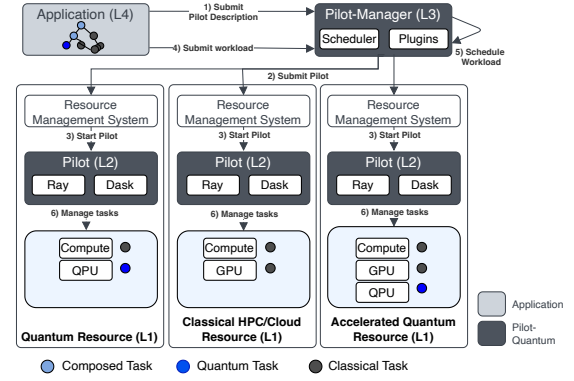 Application (L4)
1) Submit
Pilot Description
4) Submit workload
Pilot-Manager (L3)
Scheduler
Plugins
5) Schedule
Workload
2) Submit Pilot
Resource
Management System
3) Start Pilot
Pilot (L2)
Ray
Dask
6) Manage tasks
Compute
QPU
Quantum Resource (L1)
Resource
Management System
3) Start Pilot
Pilot (L2)
Ray
Dask
6) Manage tasks
Compute
GPU
Classical HPC/Cloud
Resource (L1)
Resource
Management System
3) Start Pilot
Pilot (L2)
Ray
Dask
6) Manage tasks
Compute
GPU
QPU
Accelerated Quantum
Resource (L1)
Application
Pilot-
Quantum
Composed Task
Quantum Task
Classical Task